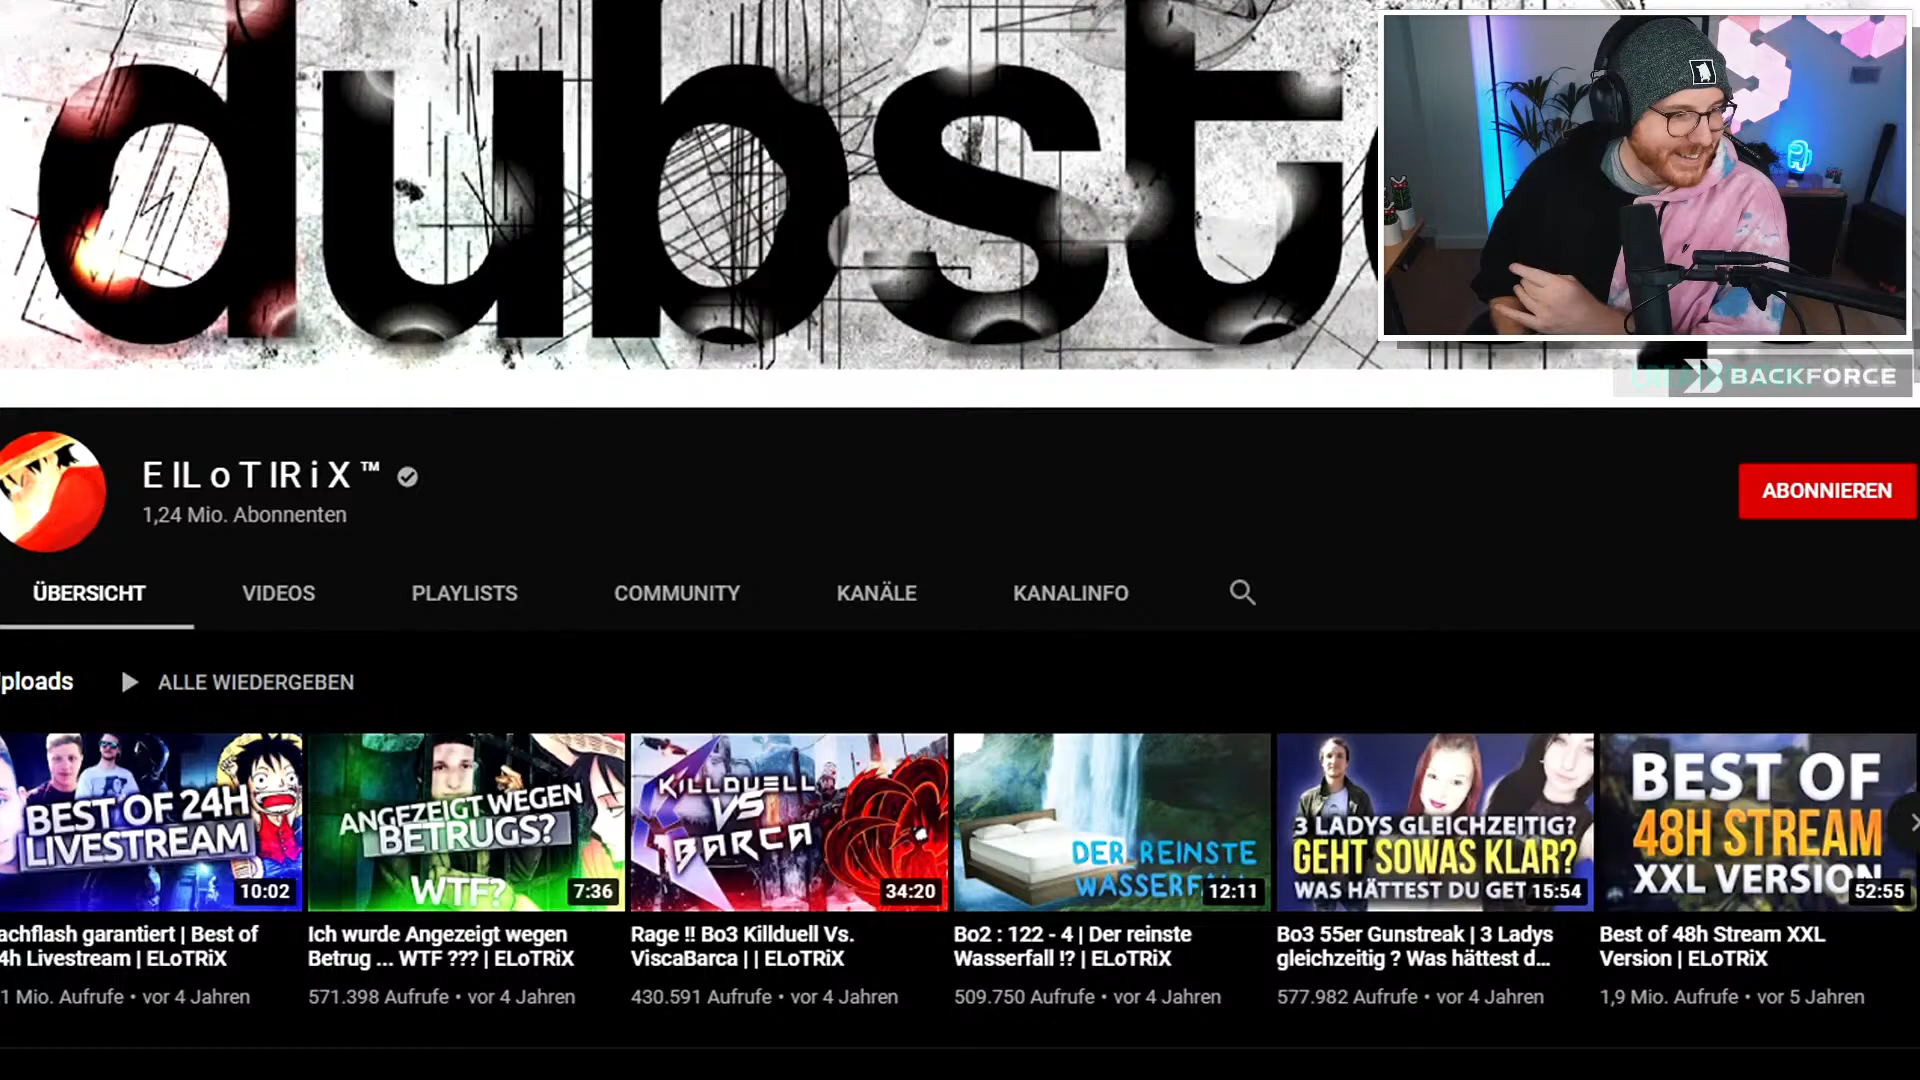 dubst
BACKFORCE
E IL o T IR i X ™
1,24 Mio. Abonnenten
ABONNIEREN
ÜBERSICHT
VIDEOS
PLAYLISTS
COMMUNITY
KANÄLE
KANALINFO
ploads
ALLE WIEDERGEBEN
BEST OF 24H
LIVESTREAM
10:02
ANGEZEIGT WEGEN
BETRUGS?
WTF?
7:36
KILLDUELL
VS
BARCA
34:20
DER REINSTE
WASSERF
12:11
3 LADYS GLEICHZEITIG?
GEHT SOWAS KLAR?
WAS HÄTTEST DU GET
15:54
BEST OF
48H STREAM
XXL VERSION
52:55
achflash garantiert | Best of
4h Livestream | ELoTRiX
1 Mio. Aufrufe • vor 4 Jahren
Ich wurde Angezeigt wegen
Betrug ... WTF ??? | ELoTRiX
571.398 Aufrufe • vor 4 Jahren
Rage !! Bo3 Killduell Vs.
ViscaBarca | | ELoTRiX
430.591 Aufrufe • vor 4 Jahren
Bo2 : 122 - 4 | Der reinste
Wasserfall !? | ELoTRiX
509.750 Aufrufe • vor 4 Jahren
Bo3 55er Gunstreak | 3 Ladys
gleichzeitig ? Was hättest d...
577.982 Aufrufe • vor 4 Jahren
Best of 48h Stream XXL
Version | ELoTRiX
1,9 Mio. Aufrufe • vor 5 Jahren